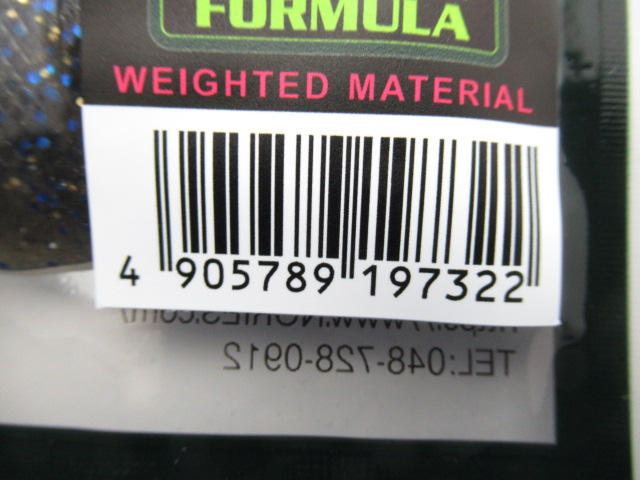 FORMULA
WEIGHTED MATERIAL
4 905789 197322
TEL:048-728-0912